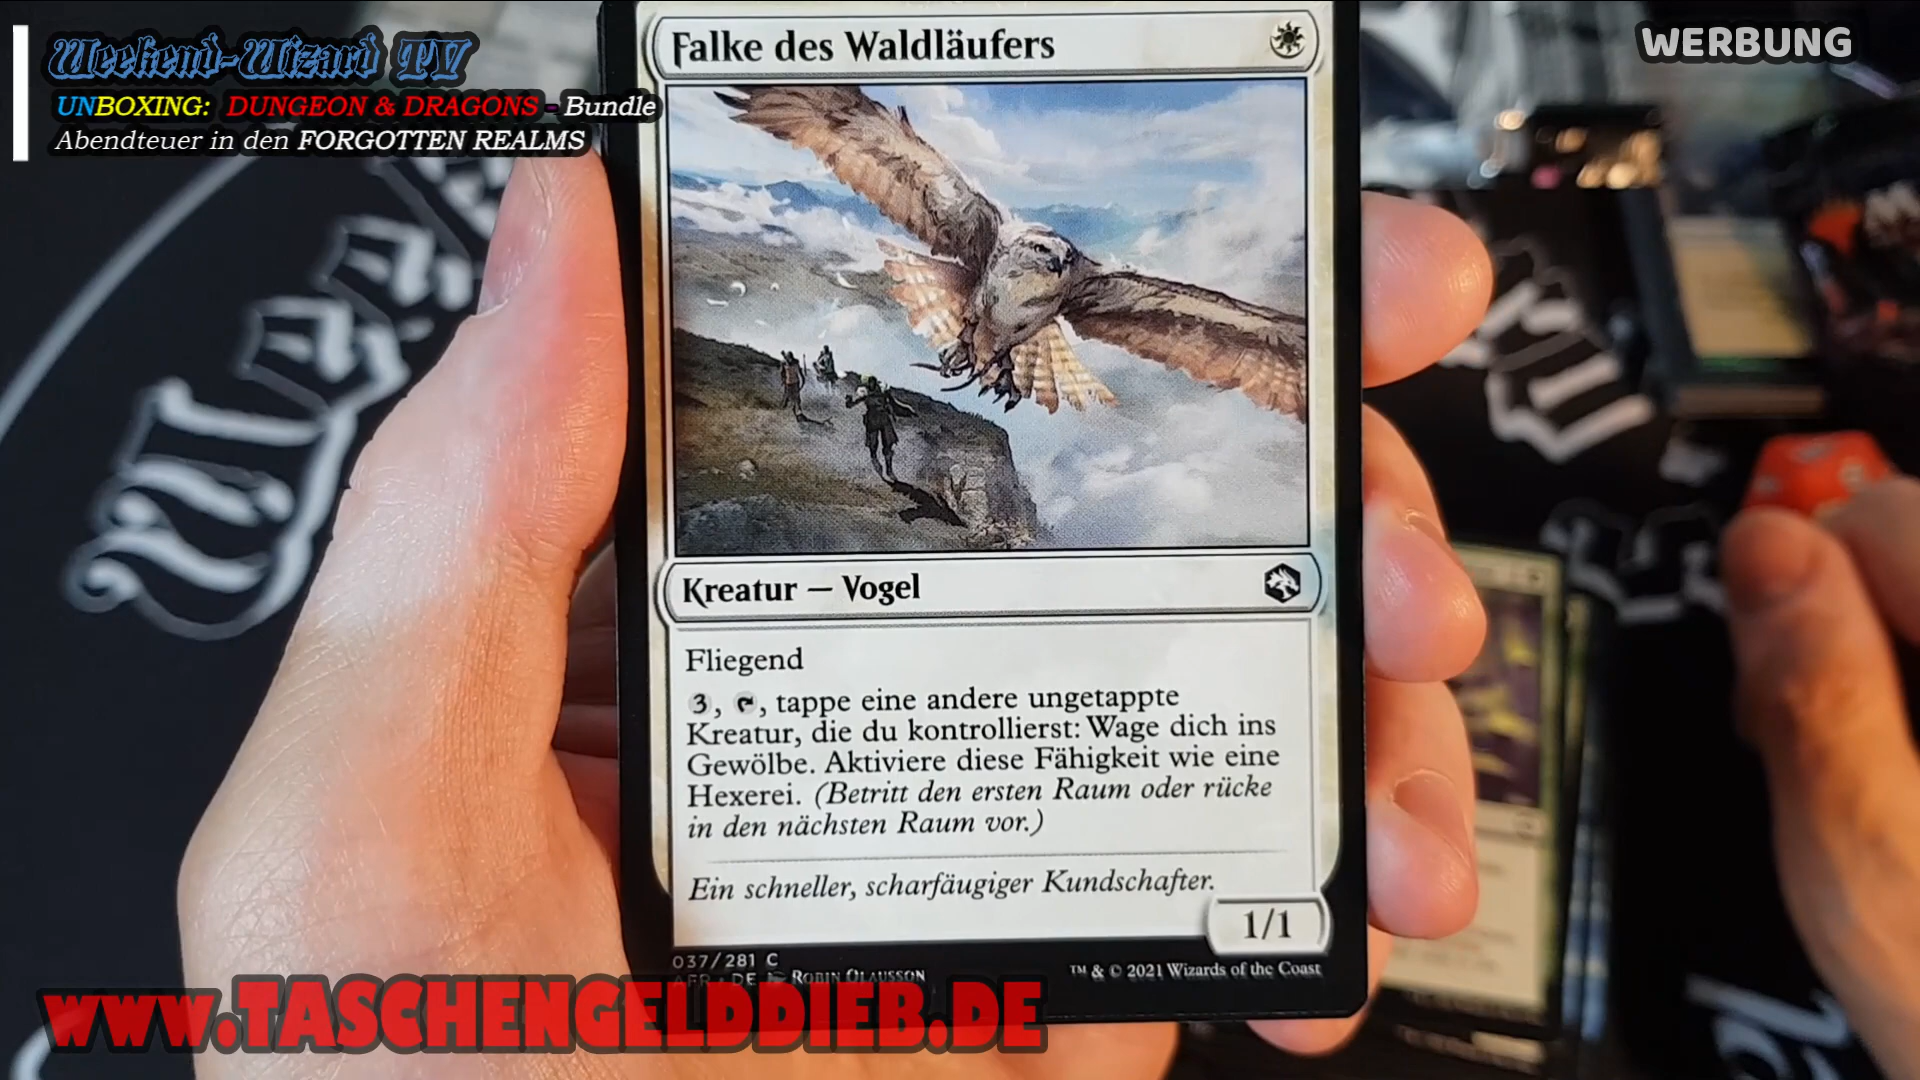 Weekend-Wizard TV
UNBOXING: DUNGEON & DRAGONS - Bundle
Abendteuer in den FORGOTTEN REALMS
WERBUNG
Falke des Waldläufers
Kreatur — Vogel
Fliegend
3, tappe eine andere ungetappte
Kreatur, die du kontrollierst: Wage dich ins
Gewölbe. Aktiviere diese Fähigkeit wie eine
Hexerei. (Betritt den ersten Raum oder rücke
in den nächsten Raum vor.)
Ein schneller, scharfäugiger Kundschafter.
1/1
037/281 C
AFR • DE ROBIN OLAUSSON
™ & © 2021 Wizards of the Coast
www.TASCHENGELDDIEB.DE